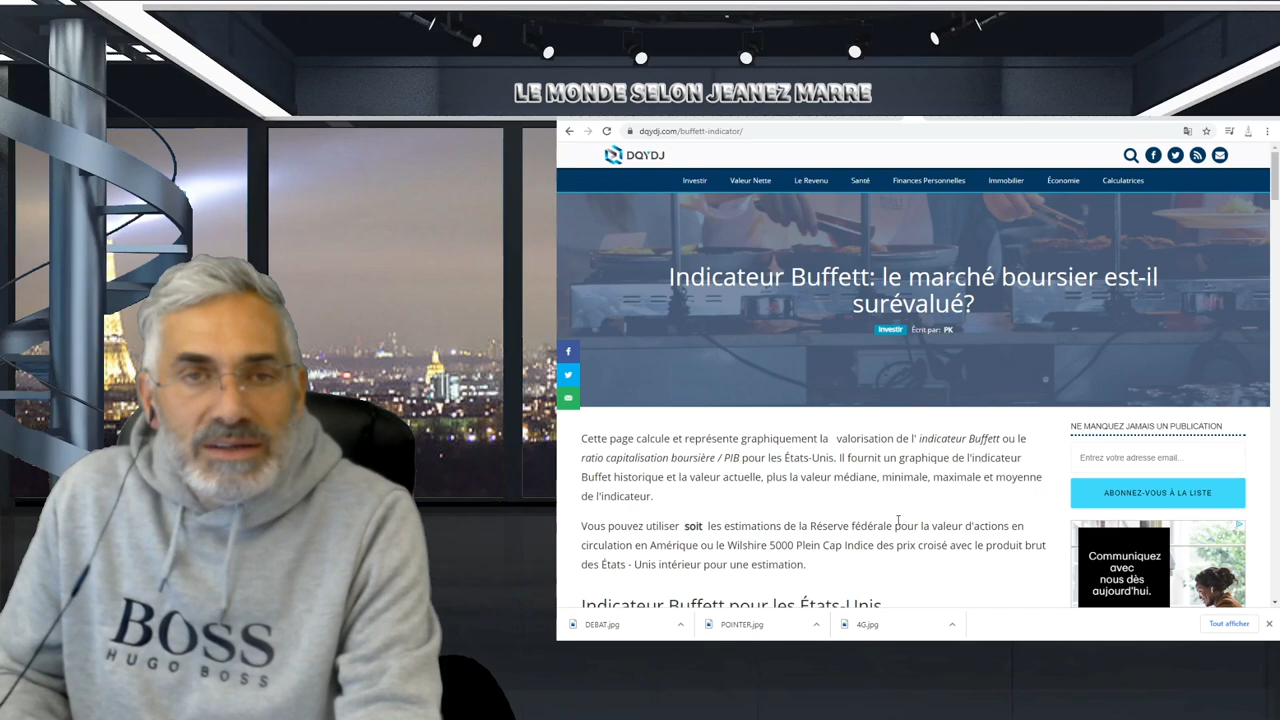 LE MONDE SELON JEANEZ MARRE
dqydj.com/buffett-indicator/
DQYDJ
Investir Valeur Nette Le Revenu Santé Finances Personnelles Immobilier Économie Calculatrices
Indicateur Buffett: le marché boursier est-il
surévalué?
Investir Écrit par: PK
Cette page calcule et représente graphiquement la valorisation de l' indicateur Buffett ou le
ratio capitalisation boursière / PIB pour les États-Unis. Il fournit un graphique de l'indicateur
Buffet historique et la valeur actuelle, plus la valeur médiane, minimale, maximale et moyenne
de l'indicateur.
Vous pouvez utiliser soit les estimations de la Réserve fédérale pour la valeur d'actions en
circulation en Amérique ou le Wilshire 5000 Plein Cap Indice des prix croisé avec le produit brut
des États - Unis intérieur pour une estimation.
Indicateur Buffett pour les États-Unis
NE MANQUEZ JAMAIS UN PUBLICATION
Entrez votre adresse email...
ABONNEZ-VOUS À LA LISTE
Communiquez
avec
nous dès
aujourd'hui.
DEBAT.jpg
POINTER.jpg
4G.jpg
Tout afficher
BOSS
HUGO BOSS